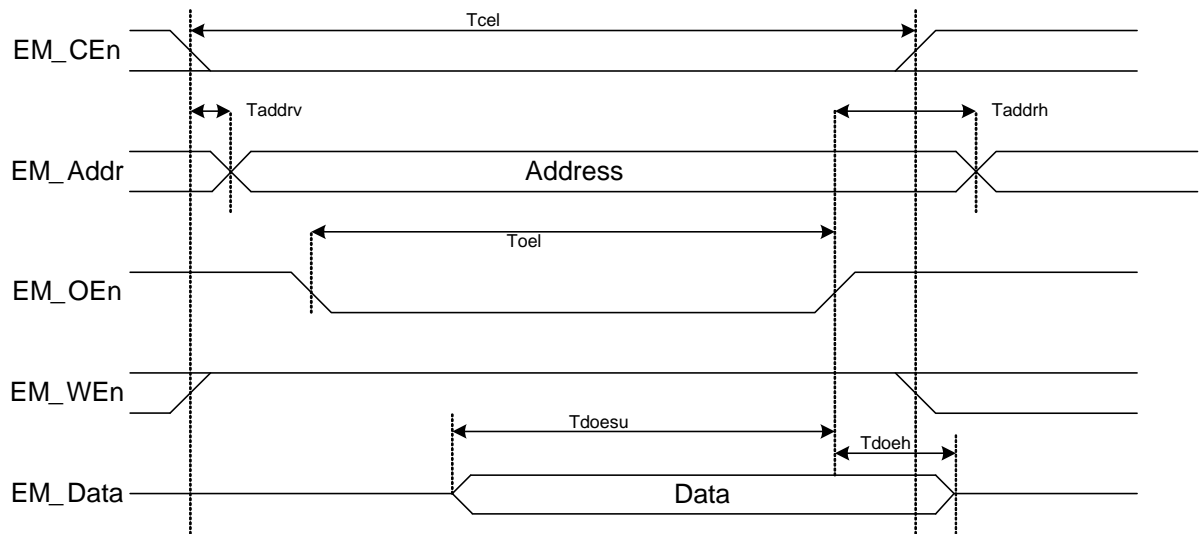 Tcel
EM_CEn
Taddrv
Taddrh
EM_Addr
Address
Toel
EM_OEn
EM_WEn
Tdoesu
Tdoeh
EM_Data
Data